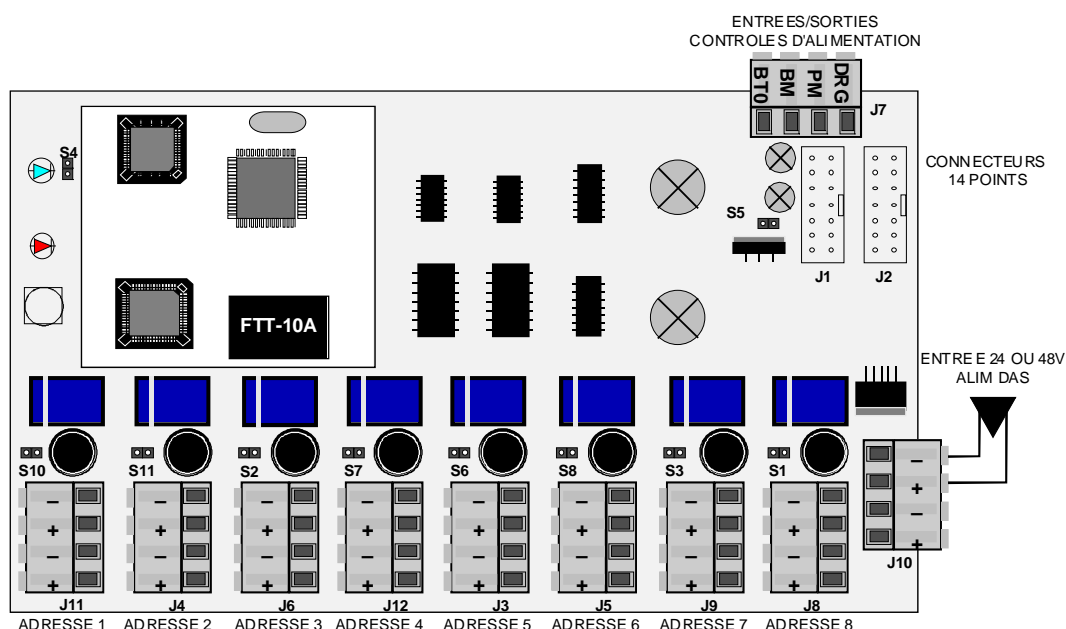 ENTREES/SORTIES
CONTROLES D'ALIMENTATION
BT0
BM
PM
DRG
J7
S4
CONNECTEURS
14 POINTS
S5
J1
J2
FTT-10A
ENTREE 24 OU 48V
ALIM DAS
S10
S11
S2
S7
S6
S8
S3
S1
− − − − − − − − −
+ + + + + + + + +
− − − − − − − − −
+ + + + + + + + +
J10
J11
J4
J6
J12
J3
J5
J9
J8
ADRESSE 1
ADRESSE 2
ADRESSE 3
ADRESSE 4
ADRESSE 5
ADRESSE 6
ADRESSE 7
ADRESSE 8